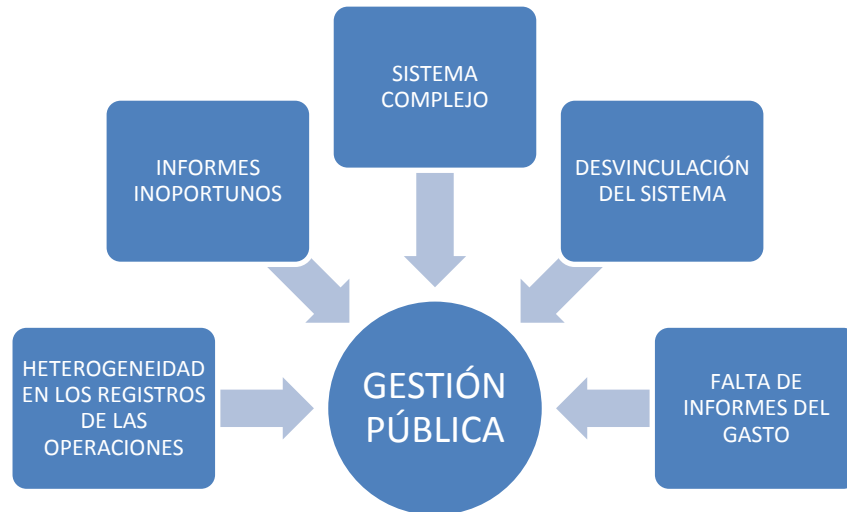 SISTEMA
COMPLEJO
INFORMES
INOPORTUNOS
DESVINCULACIÓN
DEL SISTEMA
HETEROGENEIDAD
EN LOS REGISTROS
DE LAS
OPERACIONES
GESTIÓN
PÚBLICA
FALTA DE
INFORMES DEL
GASTO